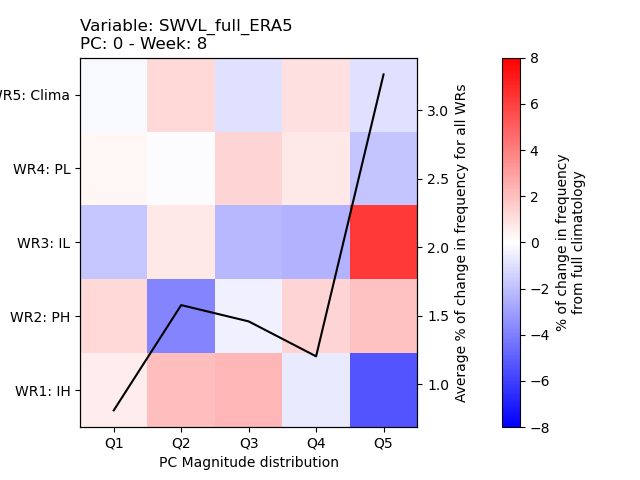 Variable: SWVL_full_ERA5
PC: 0 - Week: 8
WR5: Clima
WR4: PL
WR3: IL
WR2: PH
WR1: IH
Q1 Q2 Q3 Q4 Q5
PC Magnitude distribution
3.0
2.5
2.0
1.5
1.0
Average % of change in frequency for all WRs
8
6
4
2
0
−2
−4
−6
−8
% of change in frequency
from full climatology